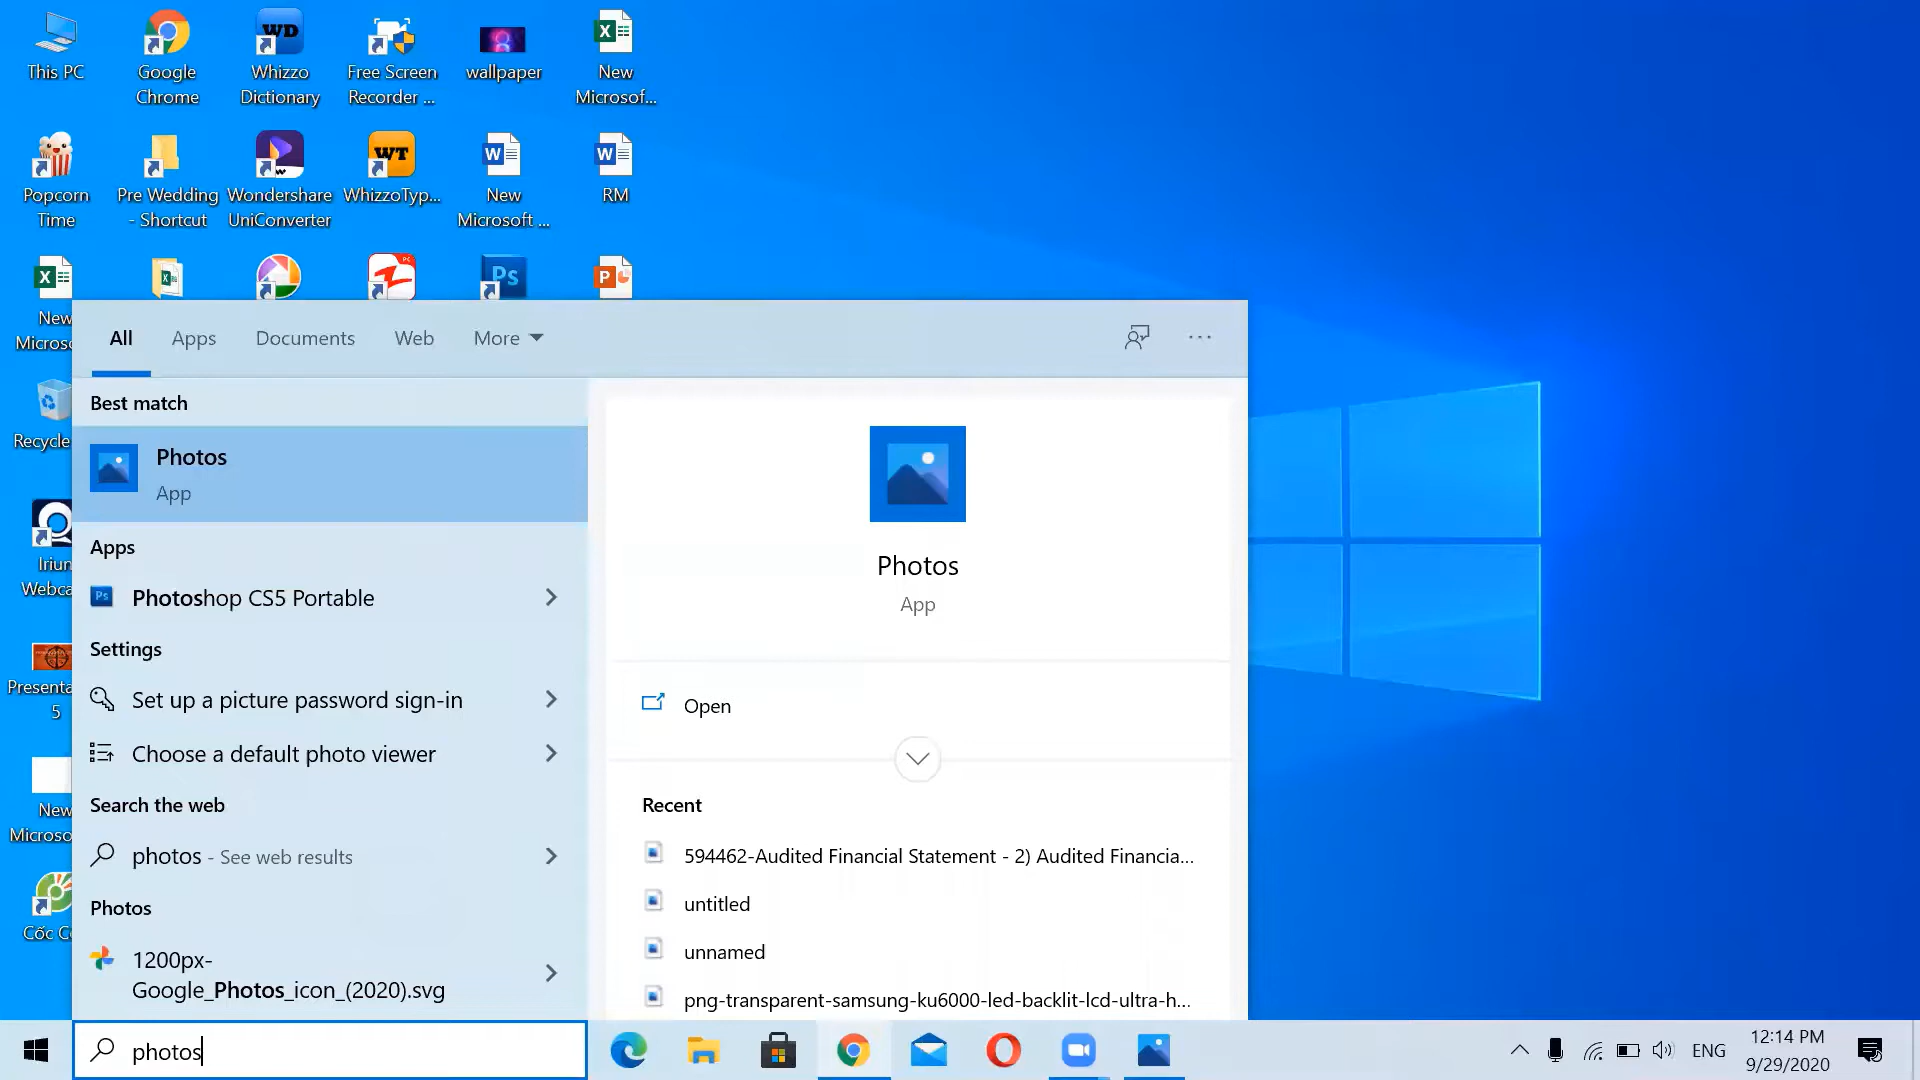 This PC
Google
Chrome
WD
Whizzo
Dictionary
Free Screen
Recorder ...
wallpaper
New
Microsof...
Popcorn
Time
Pre Wedding
- Shortcut
Wondershare
UniConverter
WT
WhizzoTyp...
New
Microsoft ...
RM
New
Microso
Ps
All
Apps
Documents
Web
More
Best match
Photos
App
Apps
Photoshop CS5 Portable
Settings
Set up a picture password sign-in
Choose a default photo viewer
Search the web
photos - See web results
Photos
1200px-
Google_Photos_icon_(2020).svg
Photos
App
Open
Recent
594462-Audited Financial Statement - 2) Audited Financia...
untitled
unnamed
png-transparent-samsung-ku6000-led-backlit-lcd-ultra-h...
Recycle
Iriun
Webca
Presenta
5
New
Microso
Cốc C
photos
ENG
12:14 PM
9/29/2020